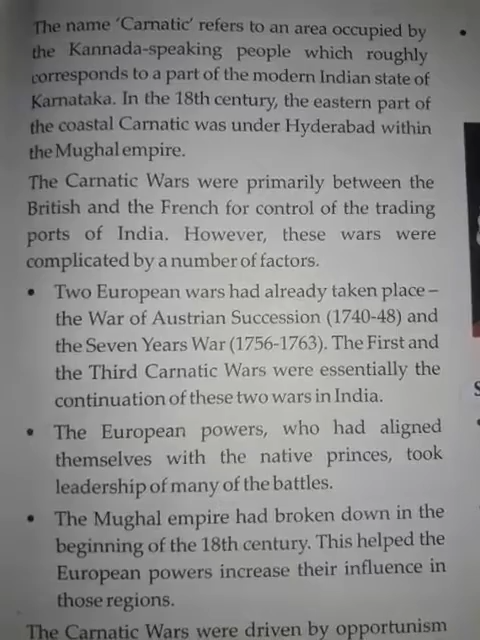 The name ‘Carnatic’ refers to an area occupied by
the Kannada-speaking people which roughly
corresponds to a part of the modern Indian state of
Karnataka. In the 18th century, the eastern part of
the coastal Carnatic was under Hyderabad within
the Mughal empire.
The Carnatic Wars were primarily between the
British and the French for control of the trading
ports of India. However, these wars were
complicated by a number of factors.
• Two European wars had already taken place –
the War of Austrian Succession (1740-48) and
the Seven Years War (1756-1763). The First and
the Third Carnatic Wars were essentially the
continuation of these two wars in India.
• The European powers, who had aligned
themselves with the native princes, took
leadership of many of the battles.
• The Mughal empire had broken down in the
beginning of the 18th century. This helped the
European powers increase their influence in
those regions.
The Carnatic Wars were driven by opportunism